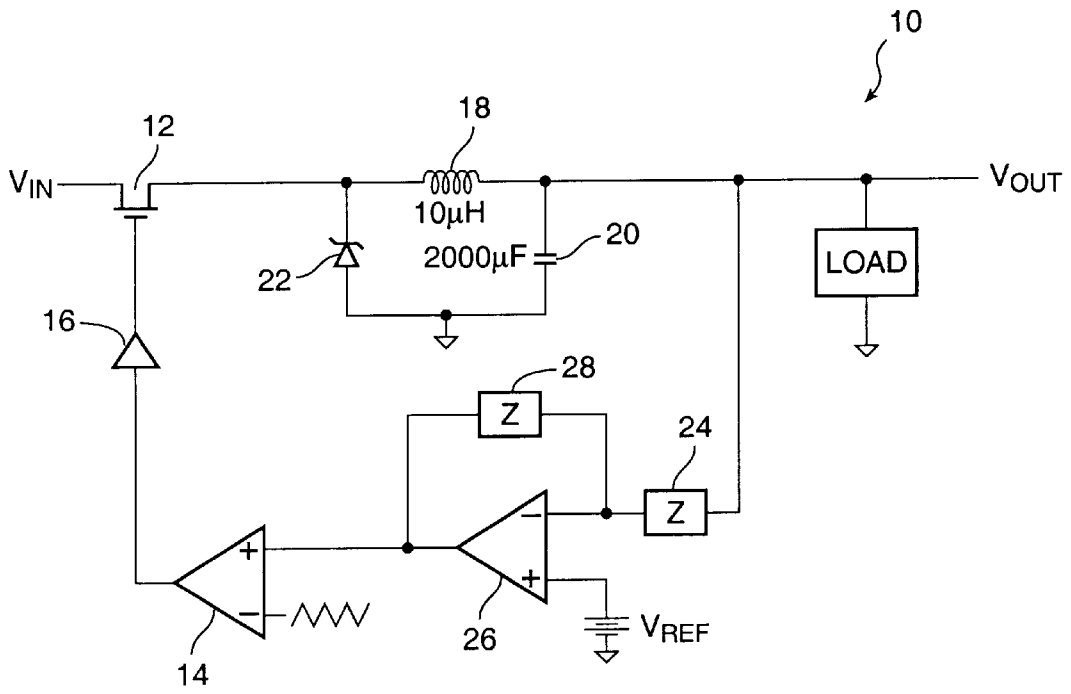 10
18
12
V_IN
V_OUT
10μH
22
2000μF
20
LOAD
16
28
Z
24
Z
−
+
+
−
26
V_REF
14